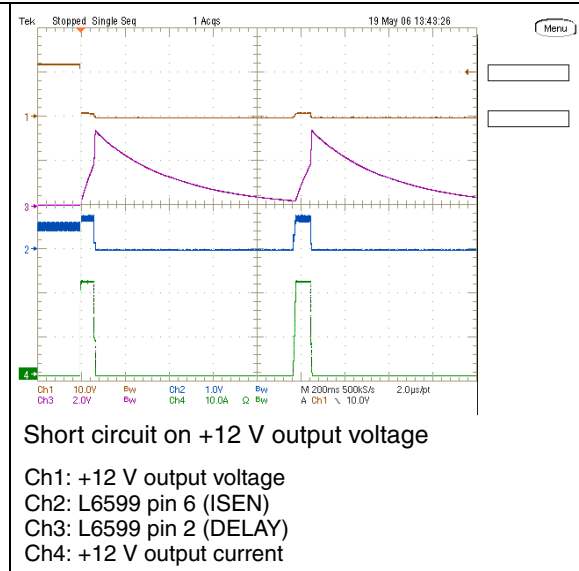 Tek Stopped Single Seq 1 Acqs 19 May 06 13:43:26
Menu
1
3
2
4
Ch1 10.0V Bw Ch2 1.0V Bw M 200ms 500kS/s 2.0µs/pt
Ch3 2.0V Bw Ch4 10.0A Ω Bw A Ch1 \ 10.0V
Short circuit on +12 V output voltage
Ch1: +12 V output voltage
Ch2: L6599 pin 6 (ISEN)
Ch3: L6599 pin 2 (DELAY)
Ch4: +12 V output current